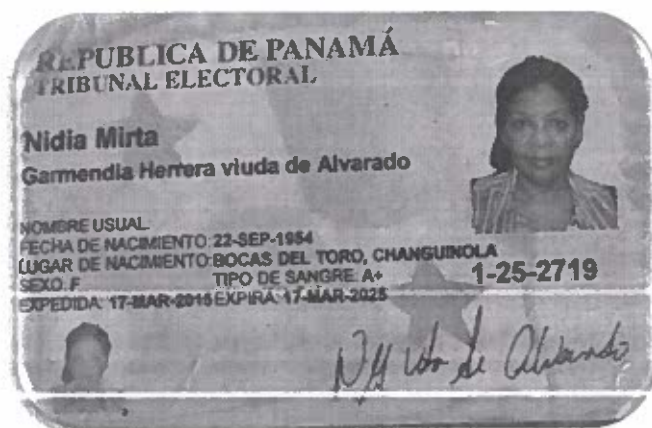 REPUBLICA DE PANAMÁ
TRIBUNAL ELECTORAL
Nidia Mirta
Garmendia Herrera viuda de Alvarado
NOMBRE USUAL
FECHA DE NACIMIENTO: 22-SEP-1954
LUGAR DE NACIMIENTO: BOCAS DEL TORO, CHANGUINOLA
SEXO: F TIPO DE SANGRE: A+
1-25-2719
EXPEDIDA: 17-MAR-2015 EXPIRA: 17-MAR-2025
de Alvarado